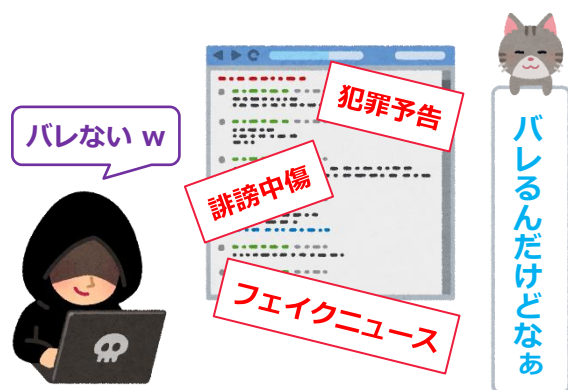 バレない w
犯罪予告
誹謗中傷
フェイクニュース
バレるんだけどなぁ